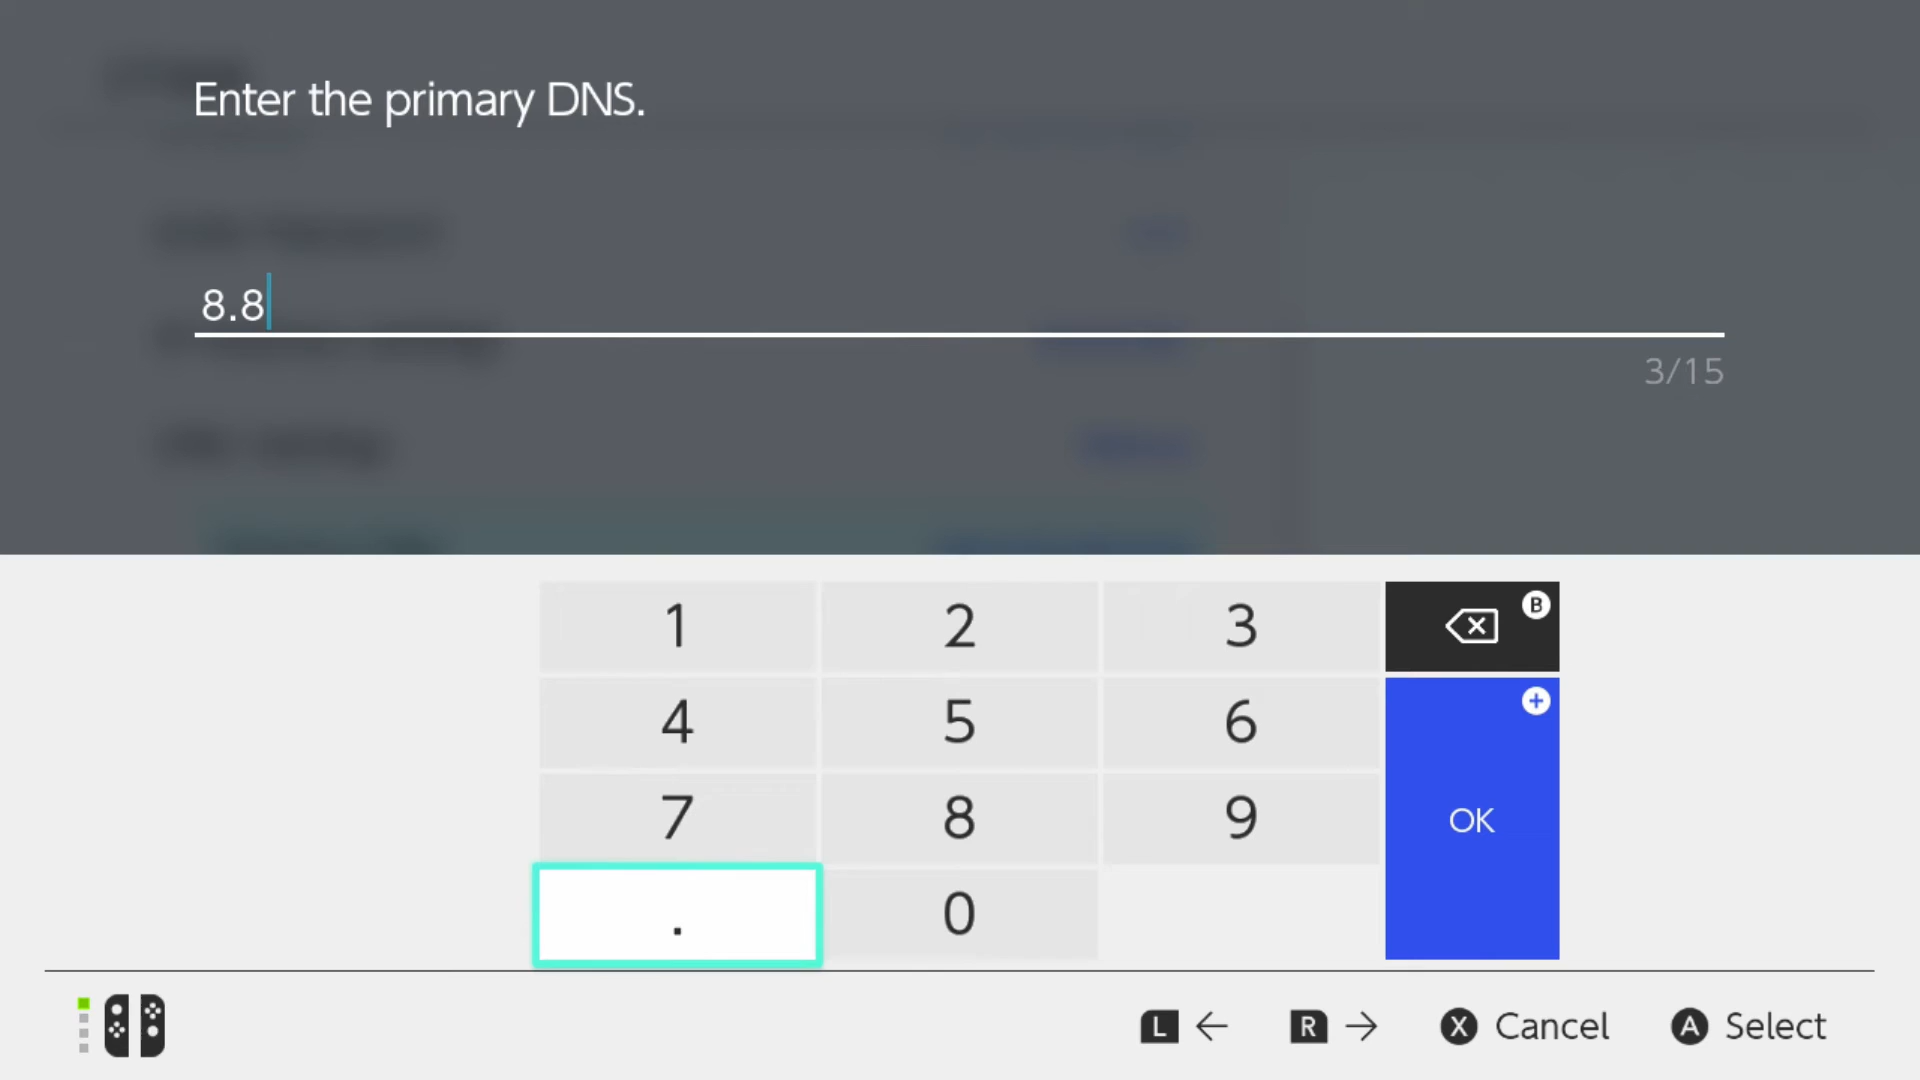 Enter the primary DNS.
8.8
3/15
1 2 3 B
4 5 6 +
7 8 9 OK
. 0
L ← R → X Cancel A Select